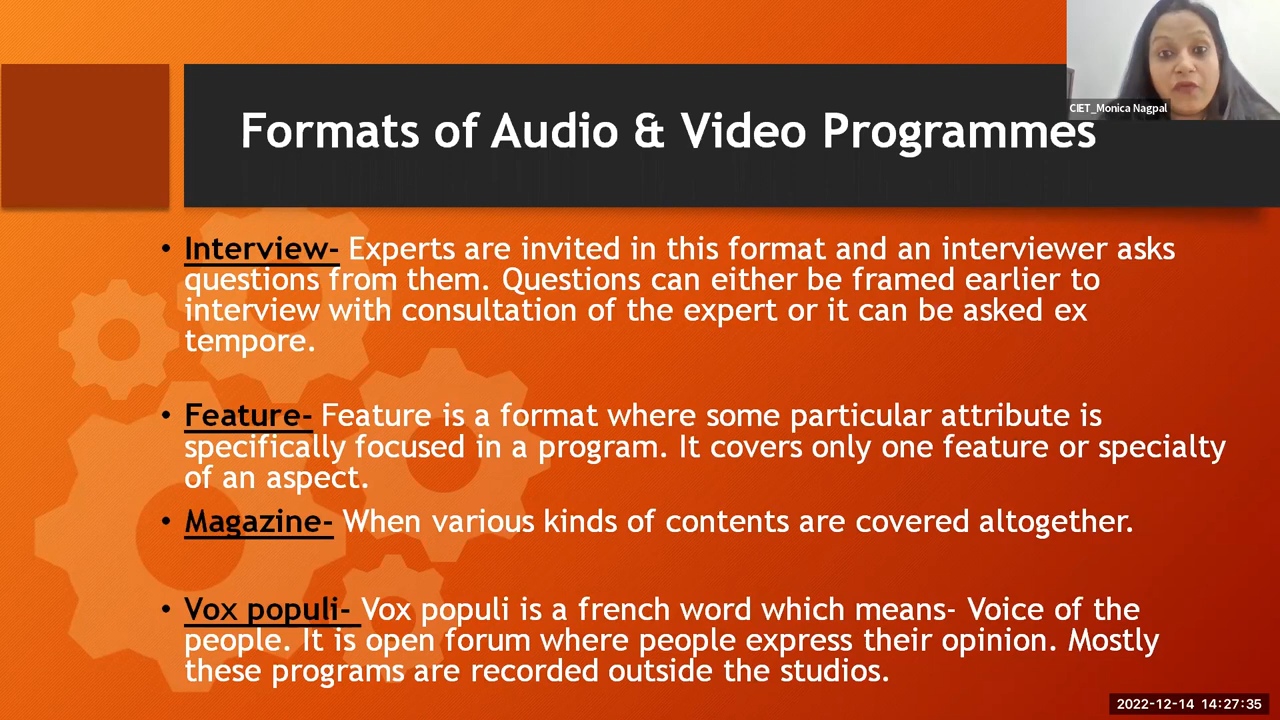 CIET_Monica Nagpal
Formats of Audio & Video Programmes
• Interview- Experts are invited in this format and an interviewer asks
questions from them. Questions can either be framed earlier to
interview with consultation of the expert or it can be asked ex
tempore.
• Feature- Feature is a format where some particular attribute is
specifically focused in a program. It covers only one feature or specialty
of an aspect.
• Magazine- When various kinds of contents are covered altogether.
• Vox populi- Vox populi is a french word which means- Voice of the
people. It is open forum where people express their opinion. Mostly
these programs are recorded outside the studios.
2022-12-14 14:27:35